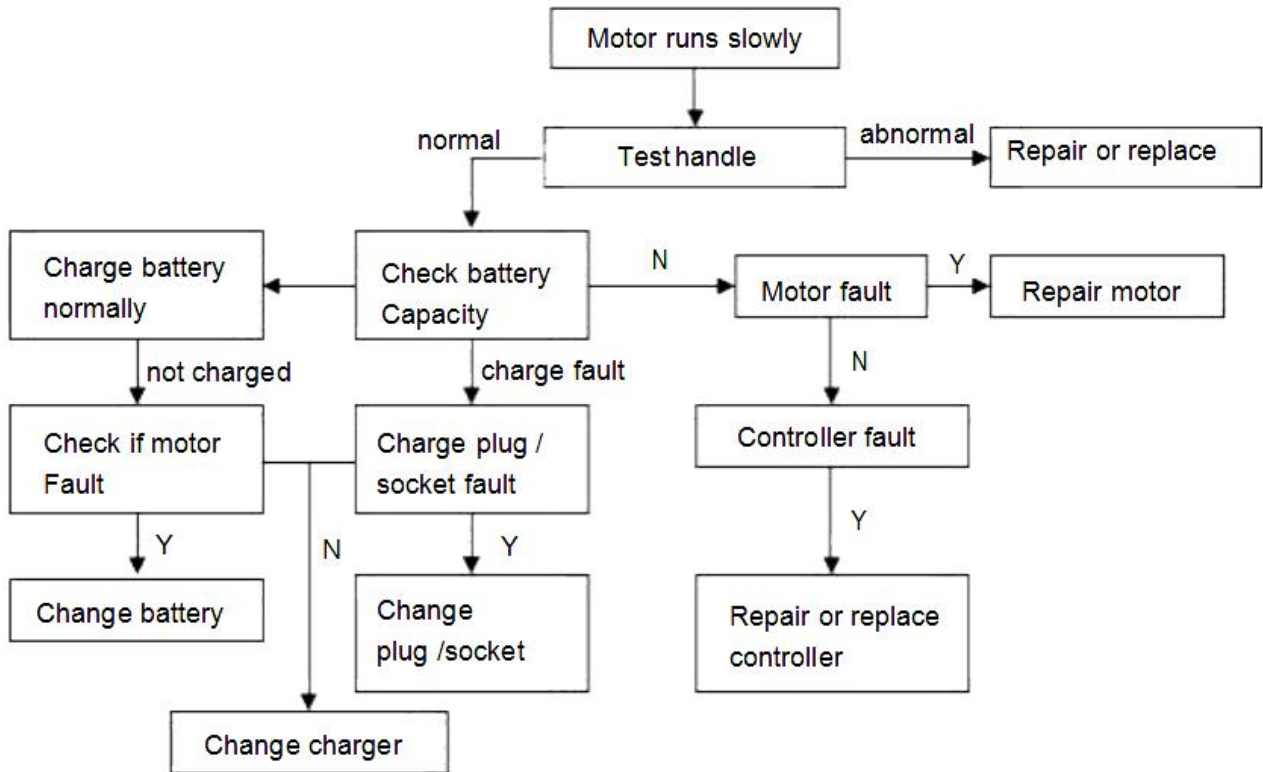 Motor runs slowly
normal
Test handle
abnormal
Repair or replace
Charge battery
normally
Check battery
Capacity
N
Motor fault
Y
Repair motor
not charged
charge fault
N
Check if motor
Fault
Charge plug /
socket fault
Controller fault
Y
N
Y
Y
Change battery
Change
plug /socket
Repair or replace
controller
Change charger